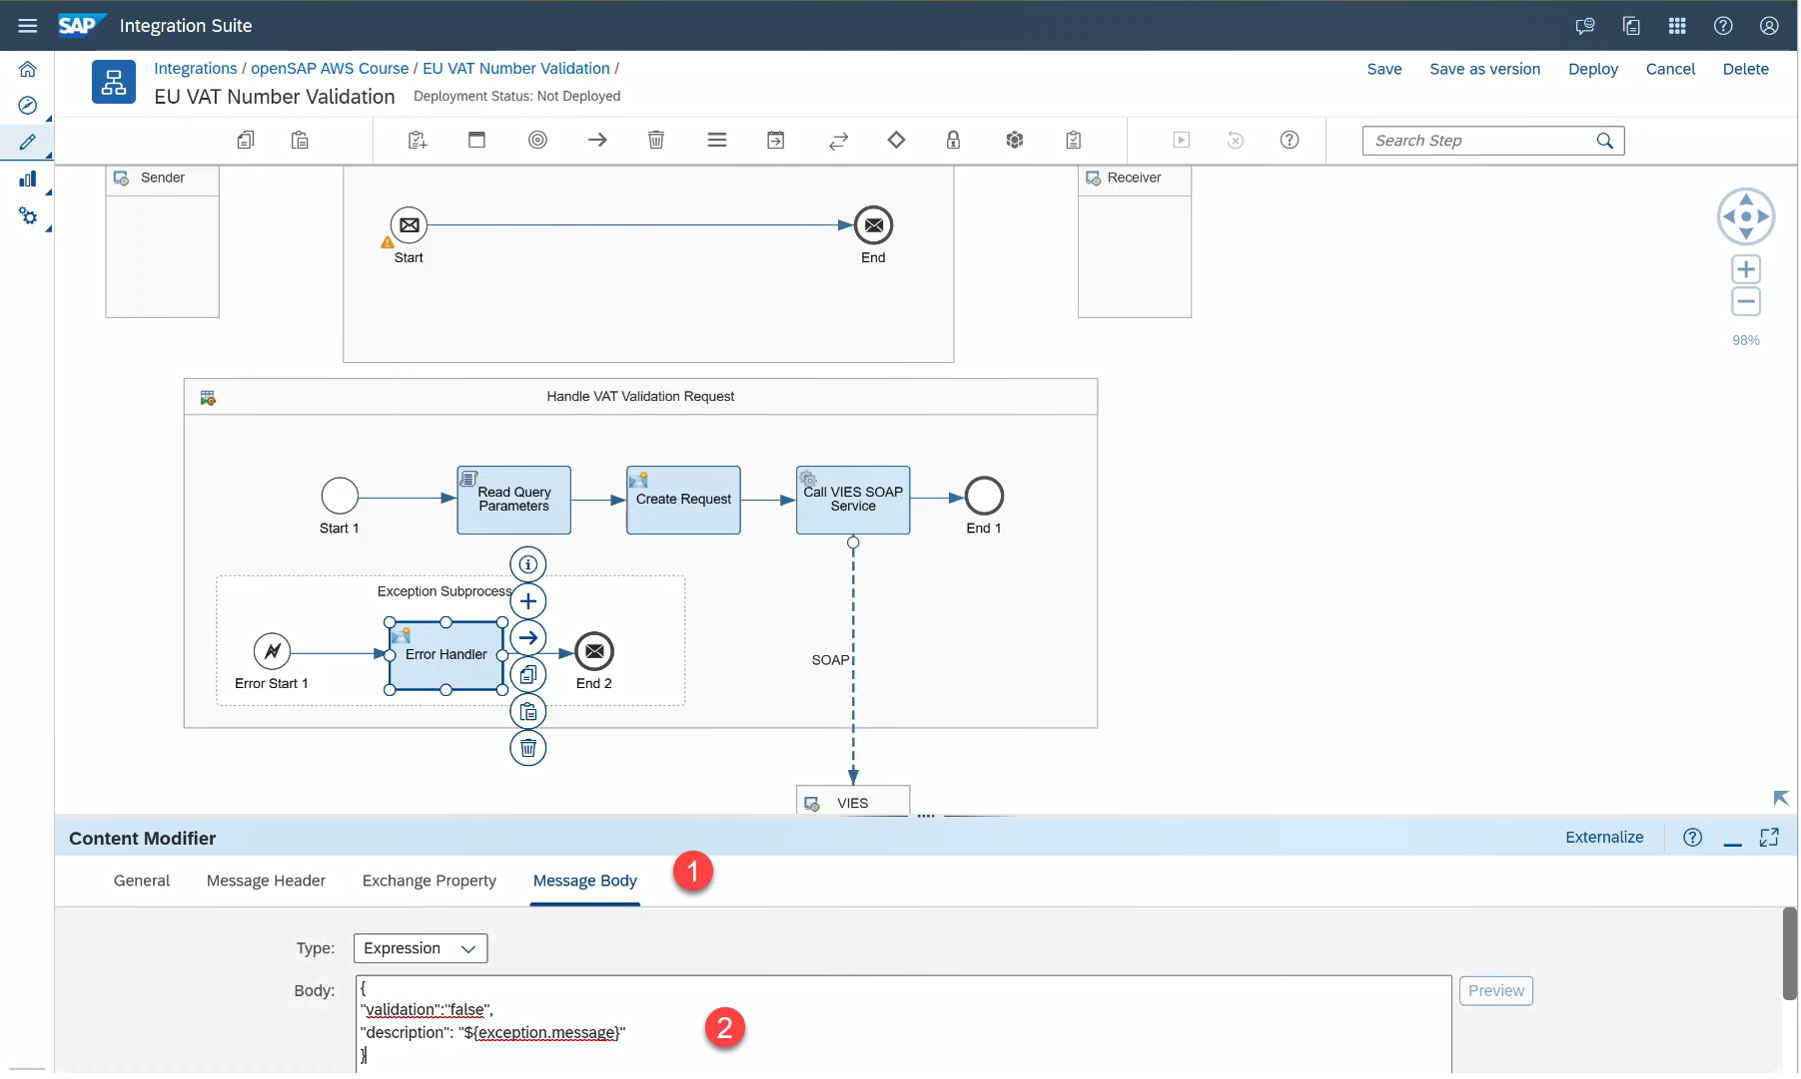 SAP Integration Suite
Integrations / openSAP AWS Course / EU VAT Number Validation /
EU VAT Number Validation Deployment Status: Not Deployed
Save Save as version Deploy Cancel Delete
Search Step
Sender
Receiver
Start
End
98%
Handle VAT Validation Request
Read Query
Parameters
Create Request
Call VIES SOAP
Service
Start 1
End 1
Exception Subprocess
Error Handler
Error Start 1
End 2
SOAP
VIES
Content Modifier
Externalize
General Message Header Exchange Property Message Body 1
Type: Expression
Body:
{
"validation":"false",
"description": "${exception.message}"
}
2
Preview